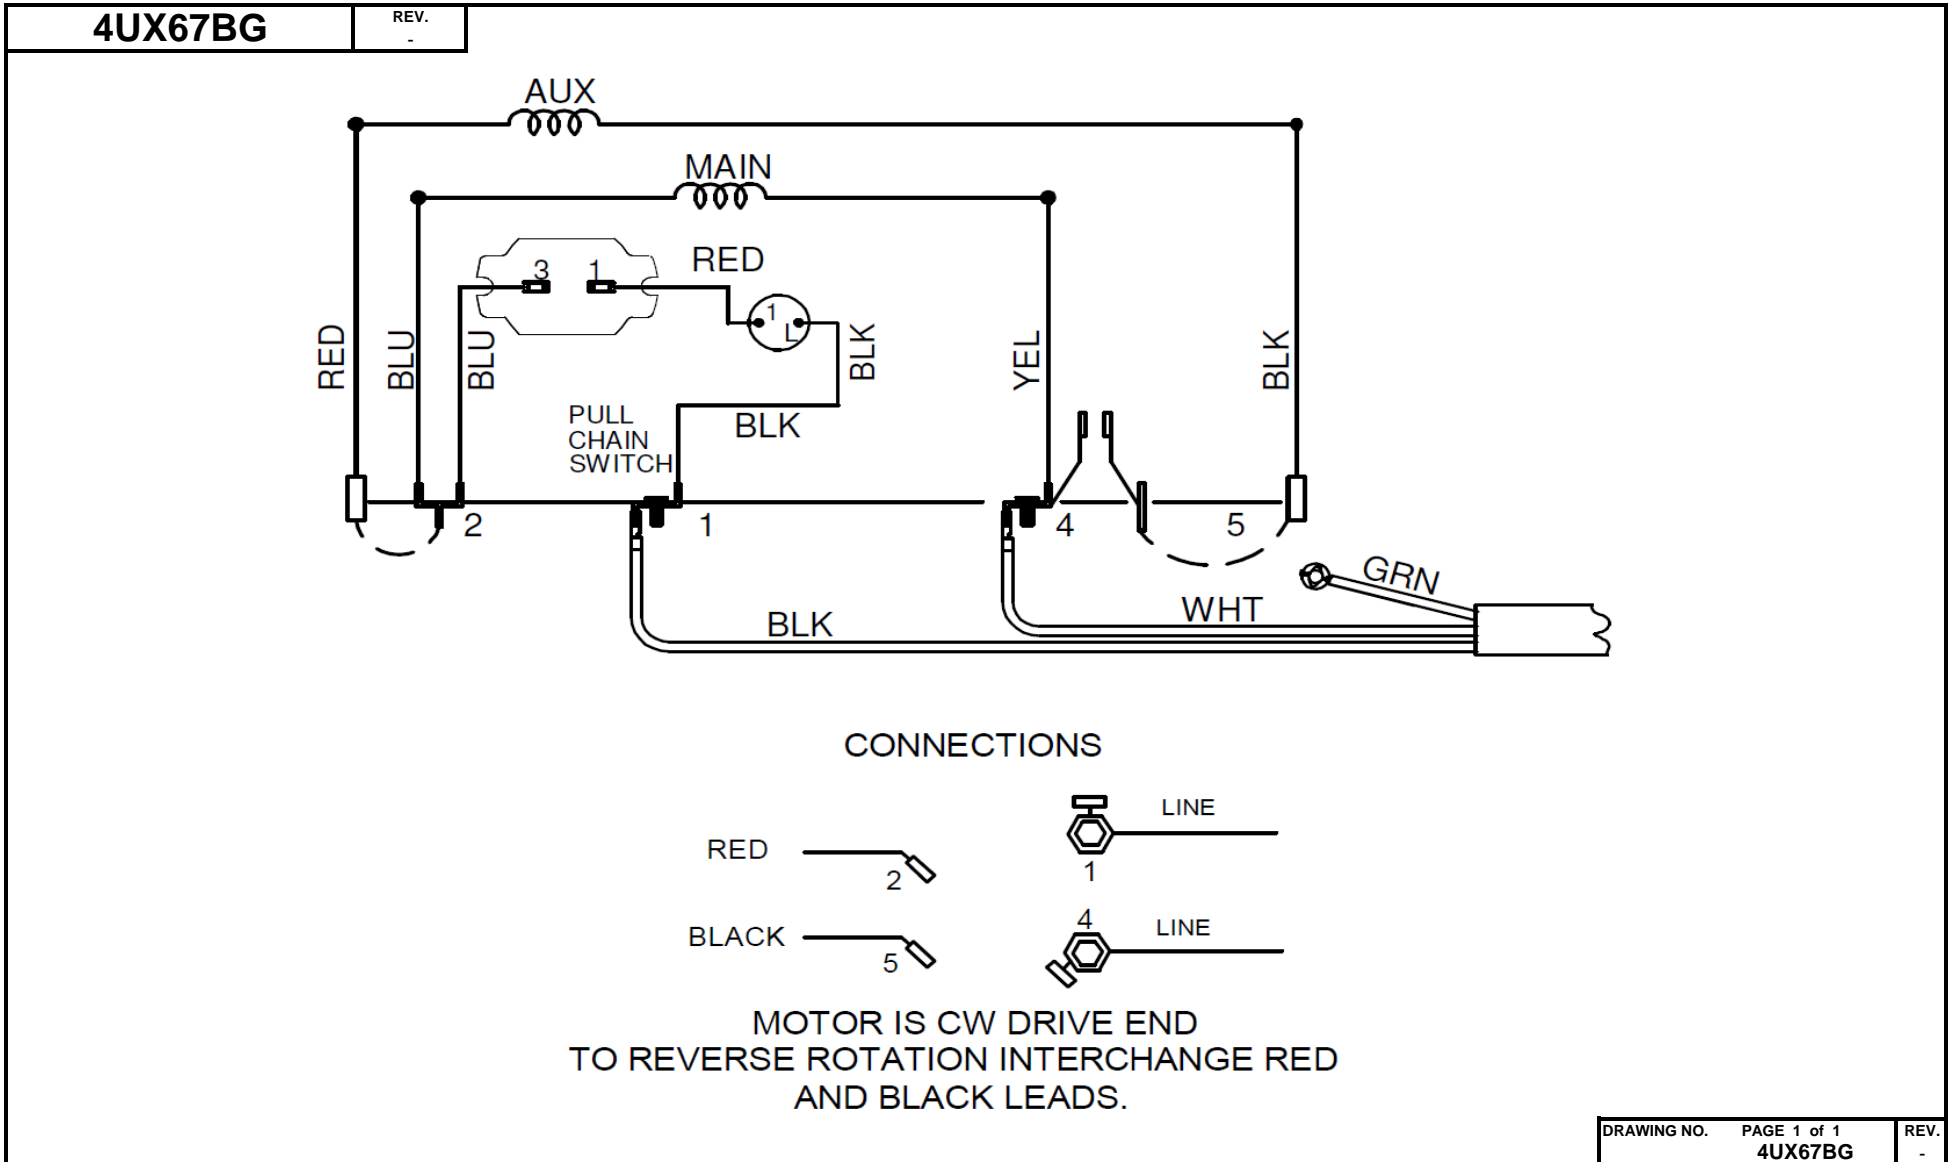 4UX67BG
REV.
-
AUX
MAIN
RED
3 1
1
L
RED
BLU
BLU
BLK
YEL
BLK
PULL
CHAIN
SWITCH
BLK
2
1
4
5
GRN
WHT
BLK
CONNECTIONS
LINE
RED
2
1
4
LINE
BLACK
5
MOTOR IS CW DRIVE END
TO REVERSE ROTATION INTERCHANGE RED
AND BLACK LEADS.
DRAWING NO. PAGE 1 of 1 REV.
4UX67BG -